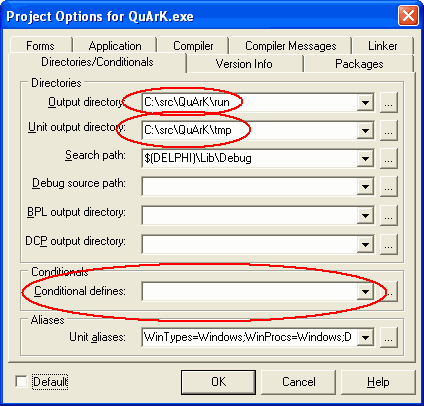 Project Options for QuArK.exe
Forms Application Compiler Compiler Messages Linker
Directories/Conditionals Version Info Packages
Directories
Output directory: C:\src\QuArK\run ...
Unit output directory: C:\src\QuArK\tmp ...
Search path: $(DELPHI)\Lib\Debug ...
Debug source path: ...
BPL output directory: ...
DCP output directory: ...
Conditionals
Conditional defines: ...
Aliases
Unit aliases: WinTypes=Windows;WinProcs=Windows;D ...
Default OK Cancel Help